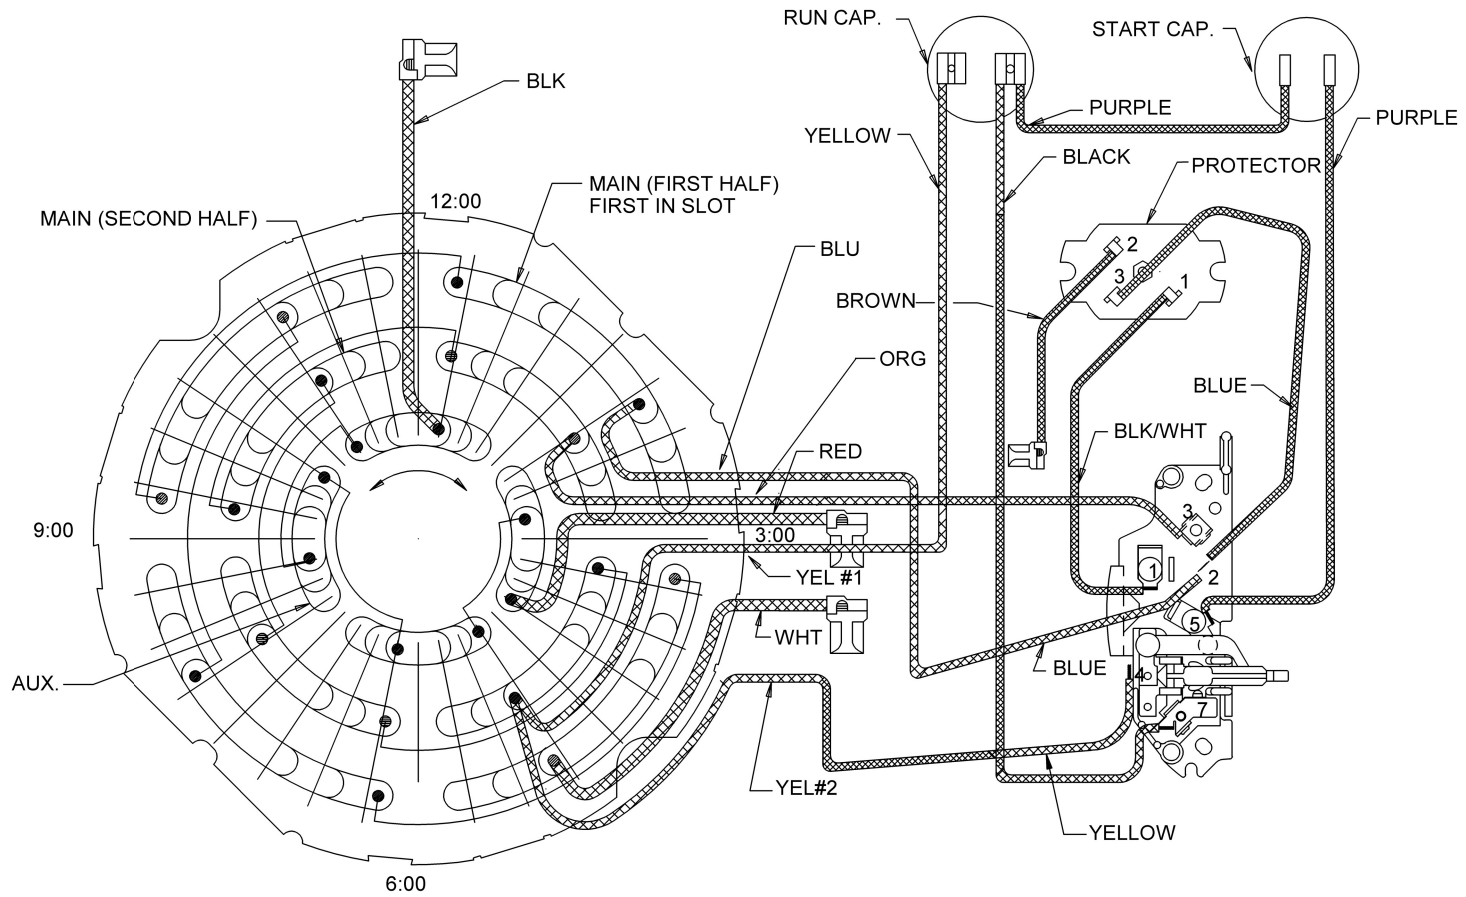 RUN CAP.
START CAP.
BLK
PURPLE
PURPLE
YELLOW
BLACK
PROTECTOR
MAIN (FIRST HALF)
FIRST IN SLOT
12:00
MAIN (SECOND HALF)
BLU
2
3
1
BROWN
ORG
BLUE
BLK/WHT
RED
3
9:00
3:00
YEL #1
1
2
WHT
5
BLUE
4
AUX.
7
YEL#2
YELLOW
6:00